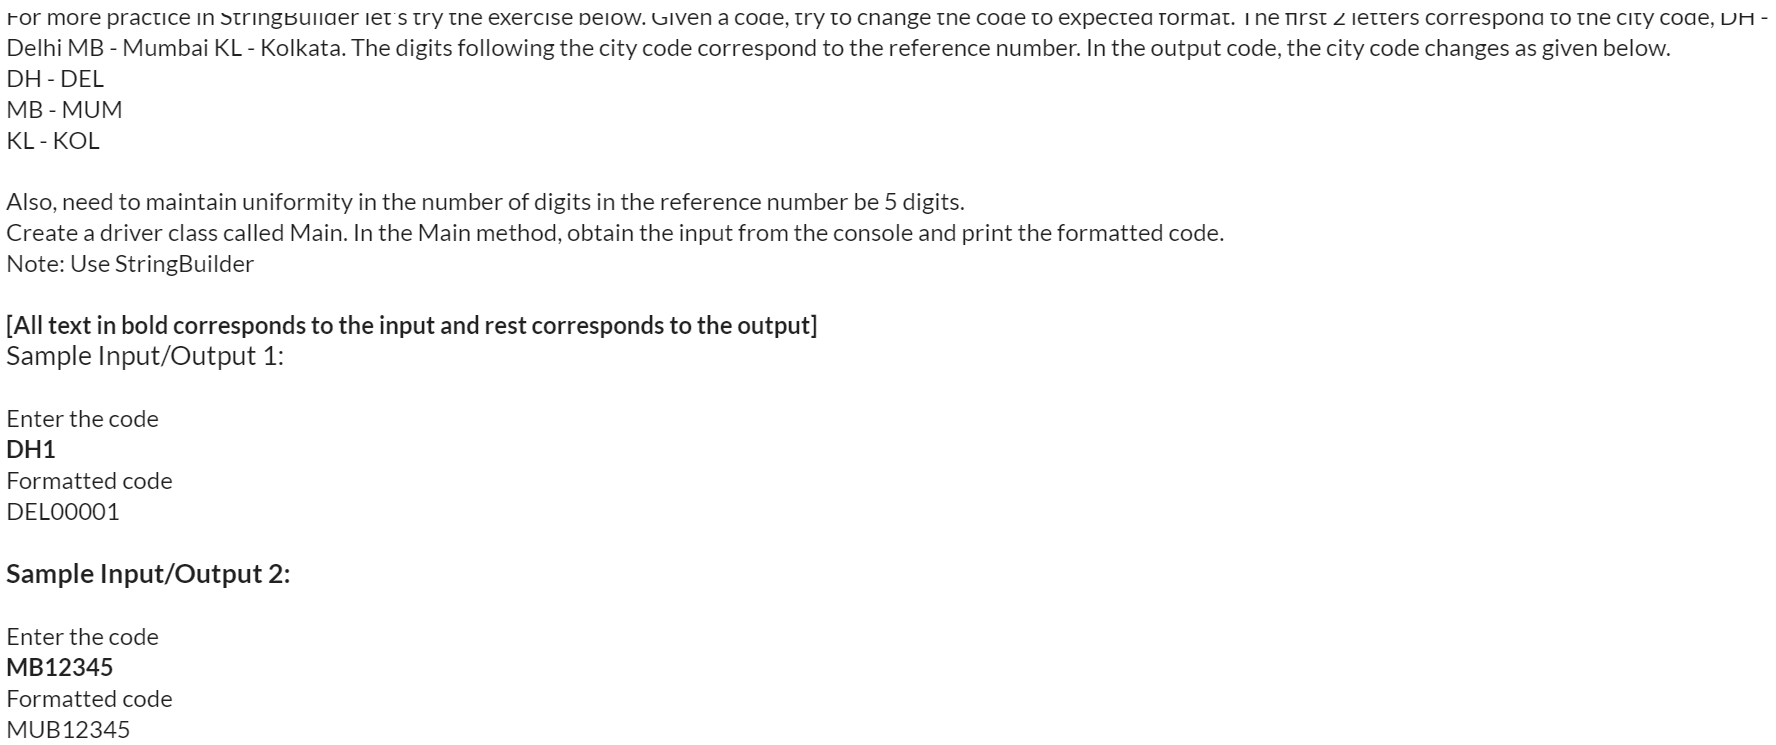 For more practice in StringBuilder let's try the exercise below. Given a code, try to change the code to expected format. The first 2 letters correspond to the city code, DH -
Delhi MB - Mumbai KL - Kolkata. The digits following the city code correspond to the reference number. In the output code, the city code changes as given below.
DH - DEL
MB - MUM
KL - KOL
Also, need to maintain uniformity in the number of digits in the reference number be 5 digits.
Create a driver class called Main. In the Main method, obtain the input from the console and print the formatted code.
Note: Use StringBuilder
[All text in bold corresponds to the input and rest corresponds to the output]
Sample Input/Output 1:
Enter the code
DH1
Formatted code
DEL00001
Sample Input/Output 2:
Enter the code
MB12345
Formatted code
MUB12345